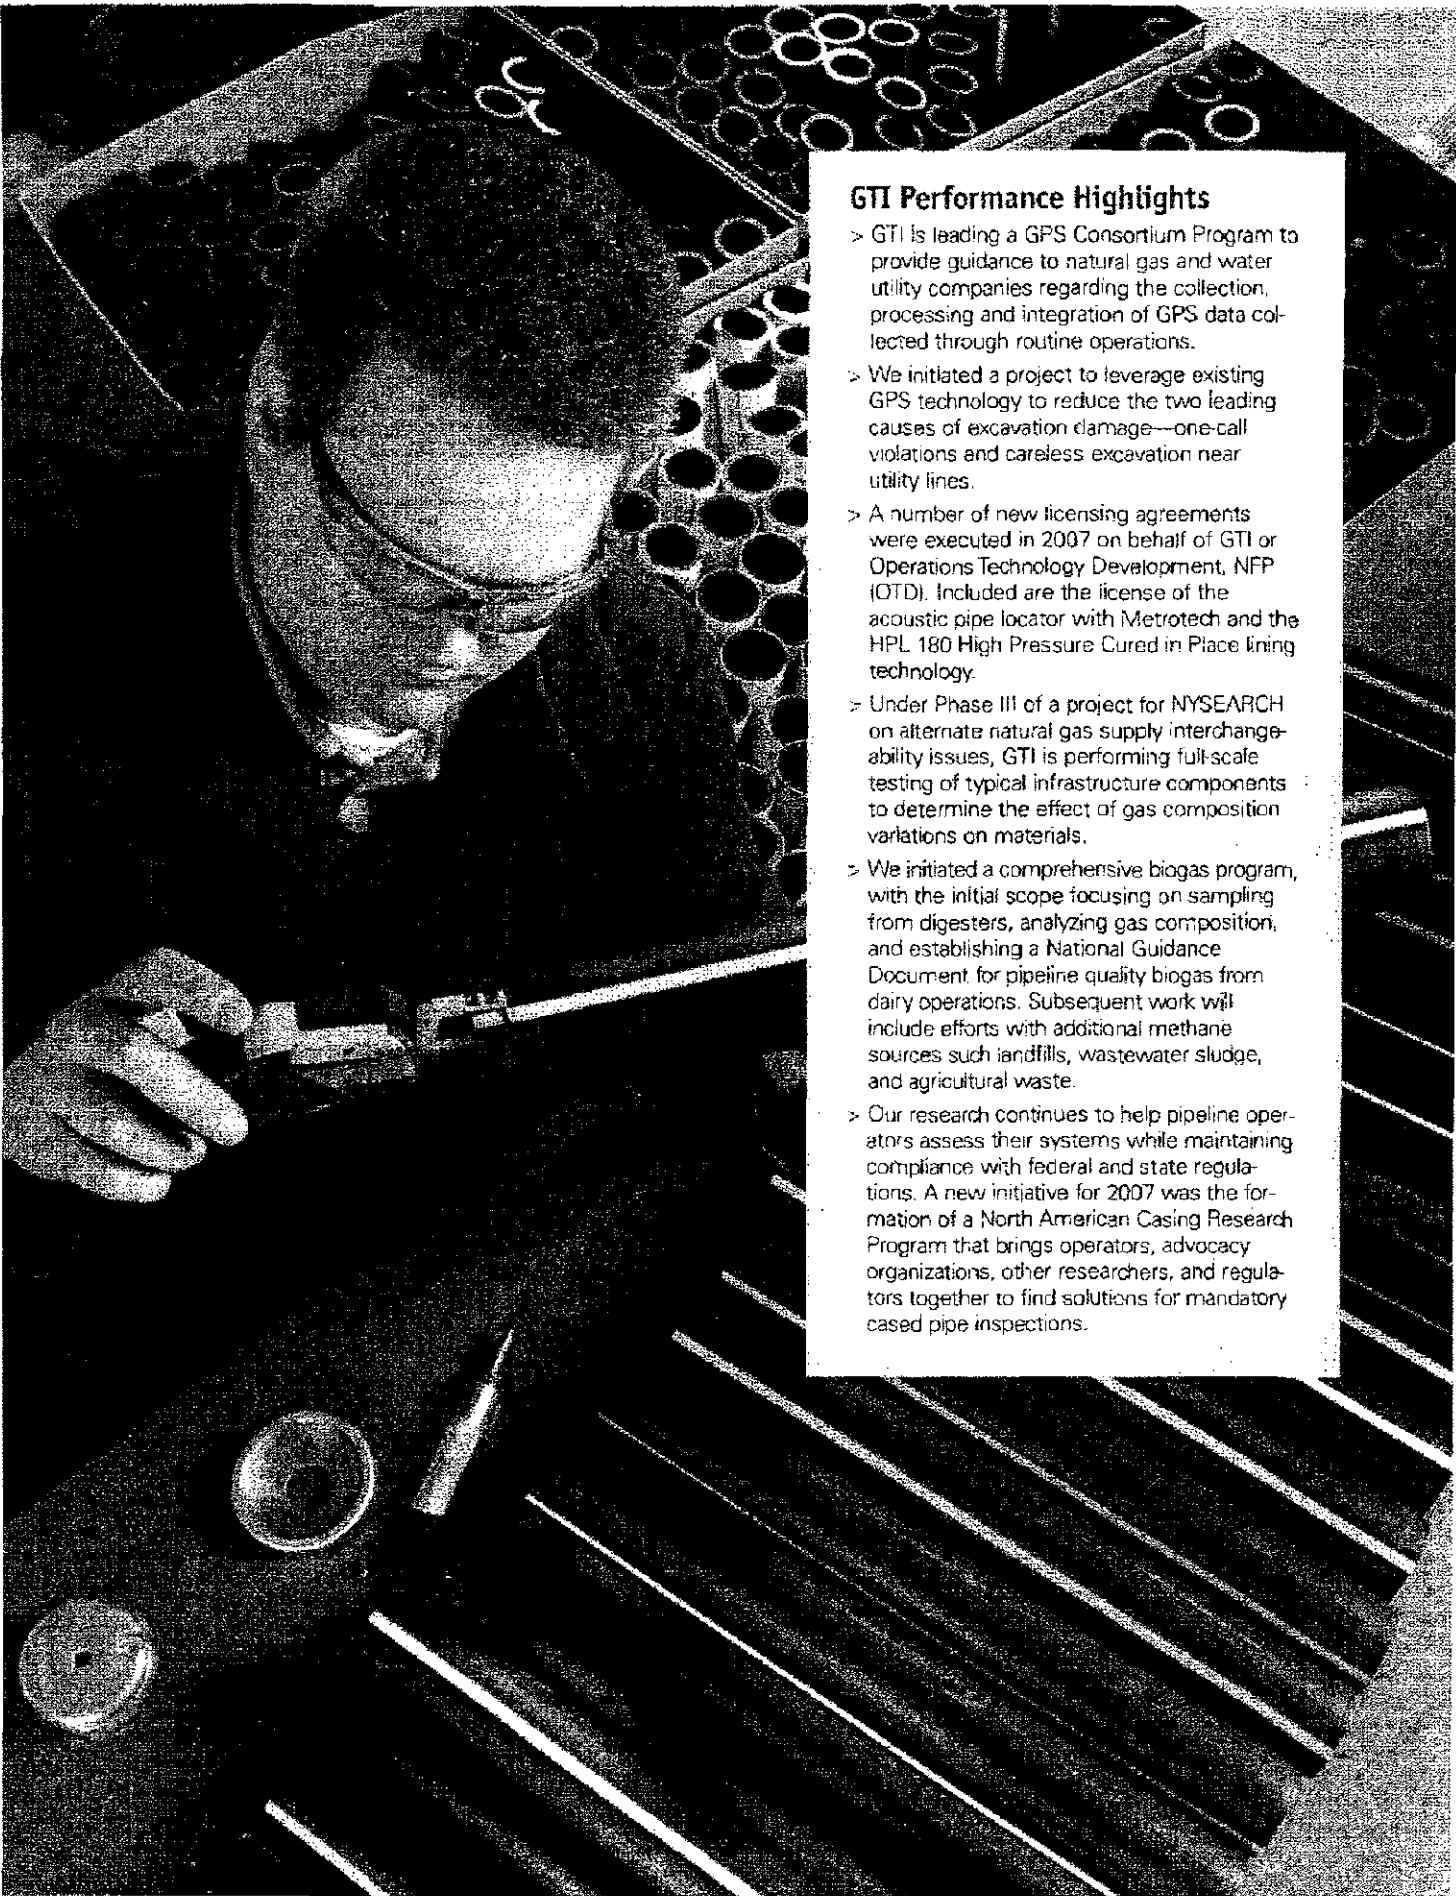 GTI Performance Highlights
> GTI is leading a GPS Consortium Program to
provide guidance to natural gas and water
utility companies regarding the collection,
processing and integration of GPS data col-
lected through routine operations.
> We initiated a project to leverage existing
GPS technology to reduce the two leading
causes of excavation damage—one-call
violations and careless excavation near
utility lines.
> A number of new licensing agreements
were executed in 2007 on behalf of GTI or
Operations Technology Development, NFP
(OTD). Included are the license of the
acoustic pipe locator with Metrotech and the
HPL 180 High Pressure Cured in Place lining
technology.
> Under Phase III of a project for NYSEARCH
on alternate natural gas supply interchange-
ability issues, GTI is performing full-scale
testing of typical infrastructure components
to determine the effect of gas composition
variations on materials.
> We initiated a comprehensive biogas program,
with the initial scope focusing on sampling
from digesters, analyzing gas composition,
and establishing a National Guidance
Document for pipeline quality biogas from
dairy operations. Subsequent work will
include efforts with additional methane
sources such landfills, wastewater sludge,
and agricultural waste.
> Our research continues to help pipeline oper-
ators assess their systems while maintaining
compliance with federal and state regula-
tions. A new initiative for 2007 was the for-
mation of a North American Casing Research
Program that brings operators, advocacy
organizations, other researchers, and regula-
tors together to find solutions for mandatory
cased pipe inspections.